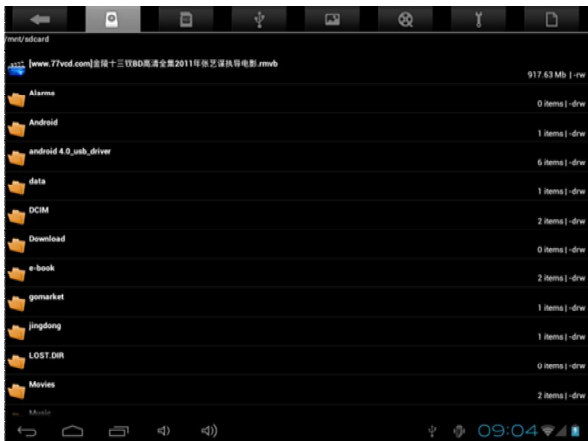 /mnt/sdcard
[www.77vcd.com]金陵十三钗BD高清全集2011年张艺谋执导电影.rmvb
917.63 Mb | -rw
Alarms
0 items | -drw
Android
1 items | -drw
android 4.0_usb_driver
6 items | -drw
data
1 items | -drw
DCIM
2 items | -drw
Download
0 items | -drw
e-book
2 items | -drw
gomarket
1 items | -drw
jingdong
1 items | -drw
LOST.DIR
0 items | -drw
Movies
2 items | -drw
Music
09:04